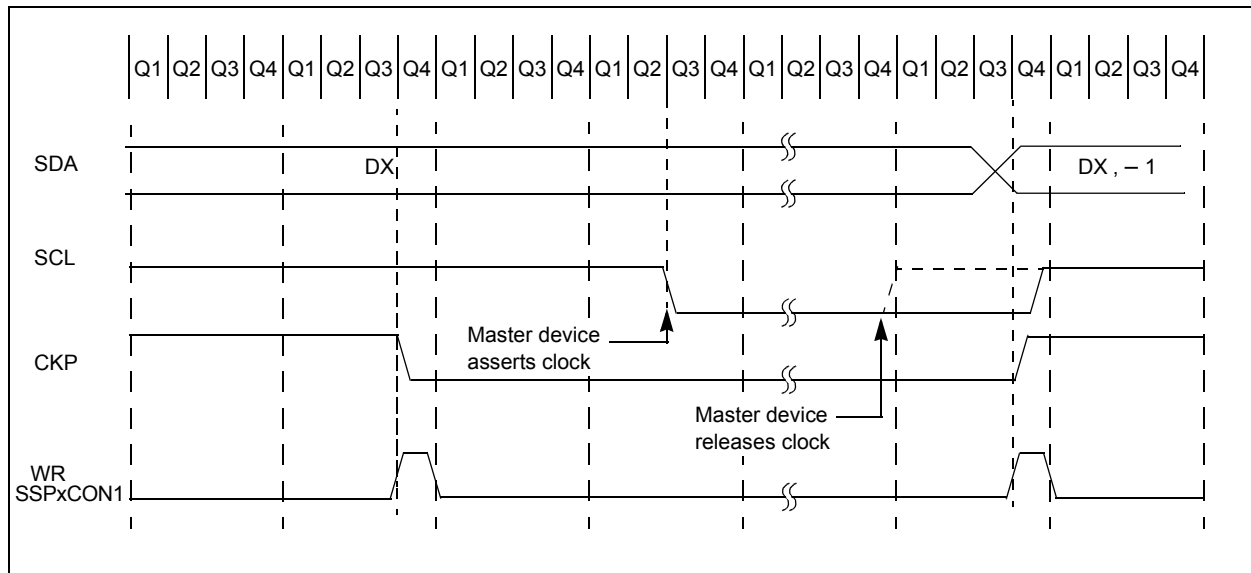 Q1 Q2 Q3 Q4 Q1 Q2 Q3 Q4 Q1 Q2 Q3 Q4 Q1 Q2 Q3 Q4 Q1 Q2 Q3 Q4 Q1 Q2 Q3 Q4 Q1 Q2 Q3 Q4
SDA
DX
DX , – 1
SCL
Master device
asserts clock
CKP
Master device
releases clock
WR
SSPxCON1